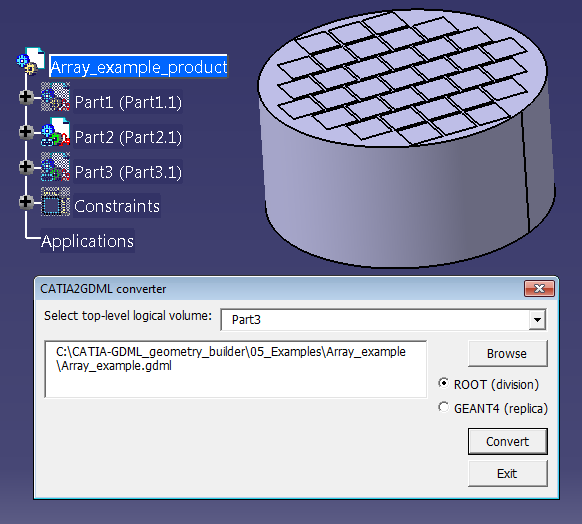 Array_example_product
Part1 (Part1.1)
Part2 (Part2.1)
Part3 (Part3.1)
Constraints
Applications
CATIA2GDML converter
Select top-level logical volume: Part3
C:\CATIA-GDML_geometry_builder\05_Examples\Array_example
\Array_example.gdml
Browse
ROOT (division)
GEANT4 (replica)
Convert
Exit